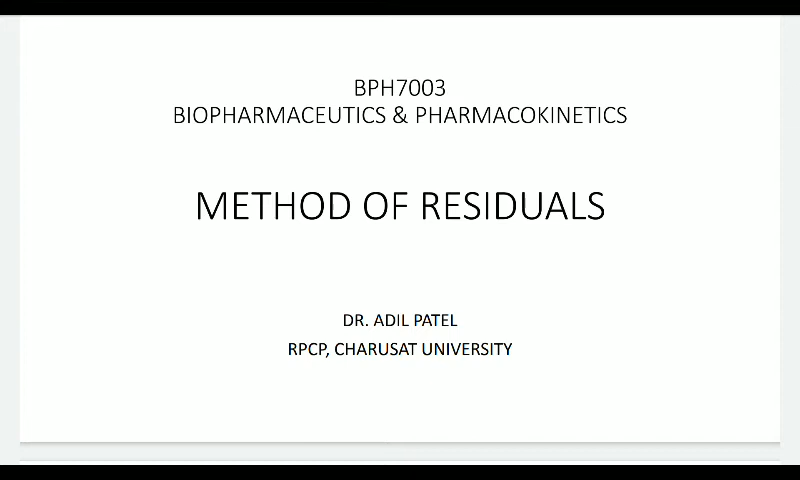 BPH7003
BIOPHARMACEUTICS & PHARMACOKINETICS
METHOD OF RESIDUALS
DR. ADIL PATEL
RPCP, CHARUSAT UNIVERSITY